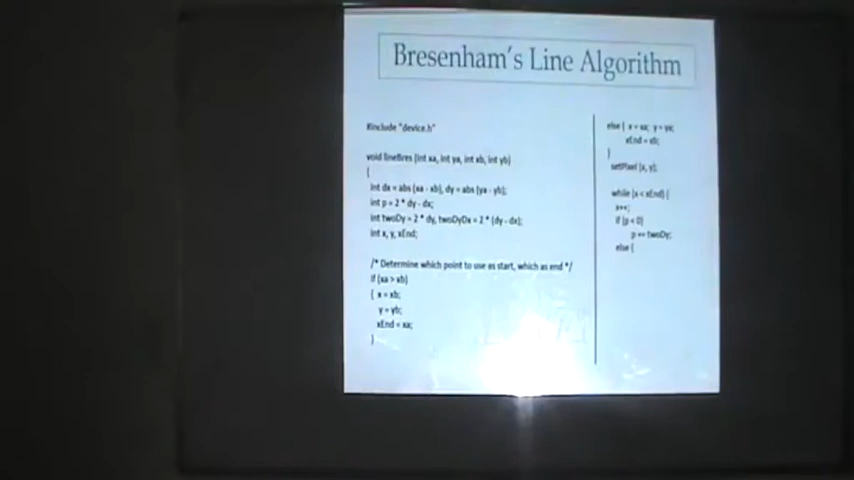 Bresenham's Line Algorithm
#include "device.h"
void lineBres (int xa, int ya, int xb, int yb)
{
int dx = abs (xa - xb), dy = abs (ya - yb);
int p = 2 * dy - dx;
int twoDy = 2 * dy, twoDyDx = 2 * (dy - dx);
int x, y, xEnd;
/* Determine which point to use as start, which as end */
if (xa > xb)
{ x = xb;
y = yb;
xEnd = xa;
}
else { x = xa; y = ya;
xEnd = xb;
}
setPixel (x, y);
while (x < xEnd) {
x++;
if (p < 0)
p += twoDy;
else {